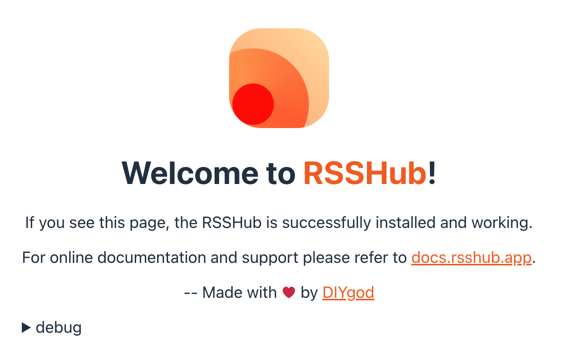 Welcome to RSSHub!
If you see this page, the RSSHub is successfully installed and working.
For online documentation and support please refer to docs.rsshub.app.
-- Made with ❤️ by DIYgod
▶ debug